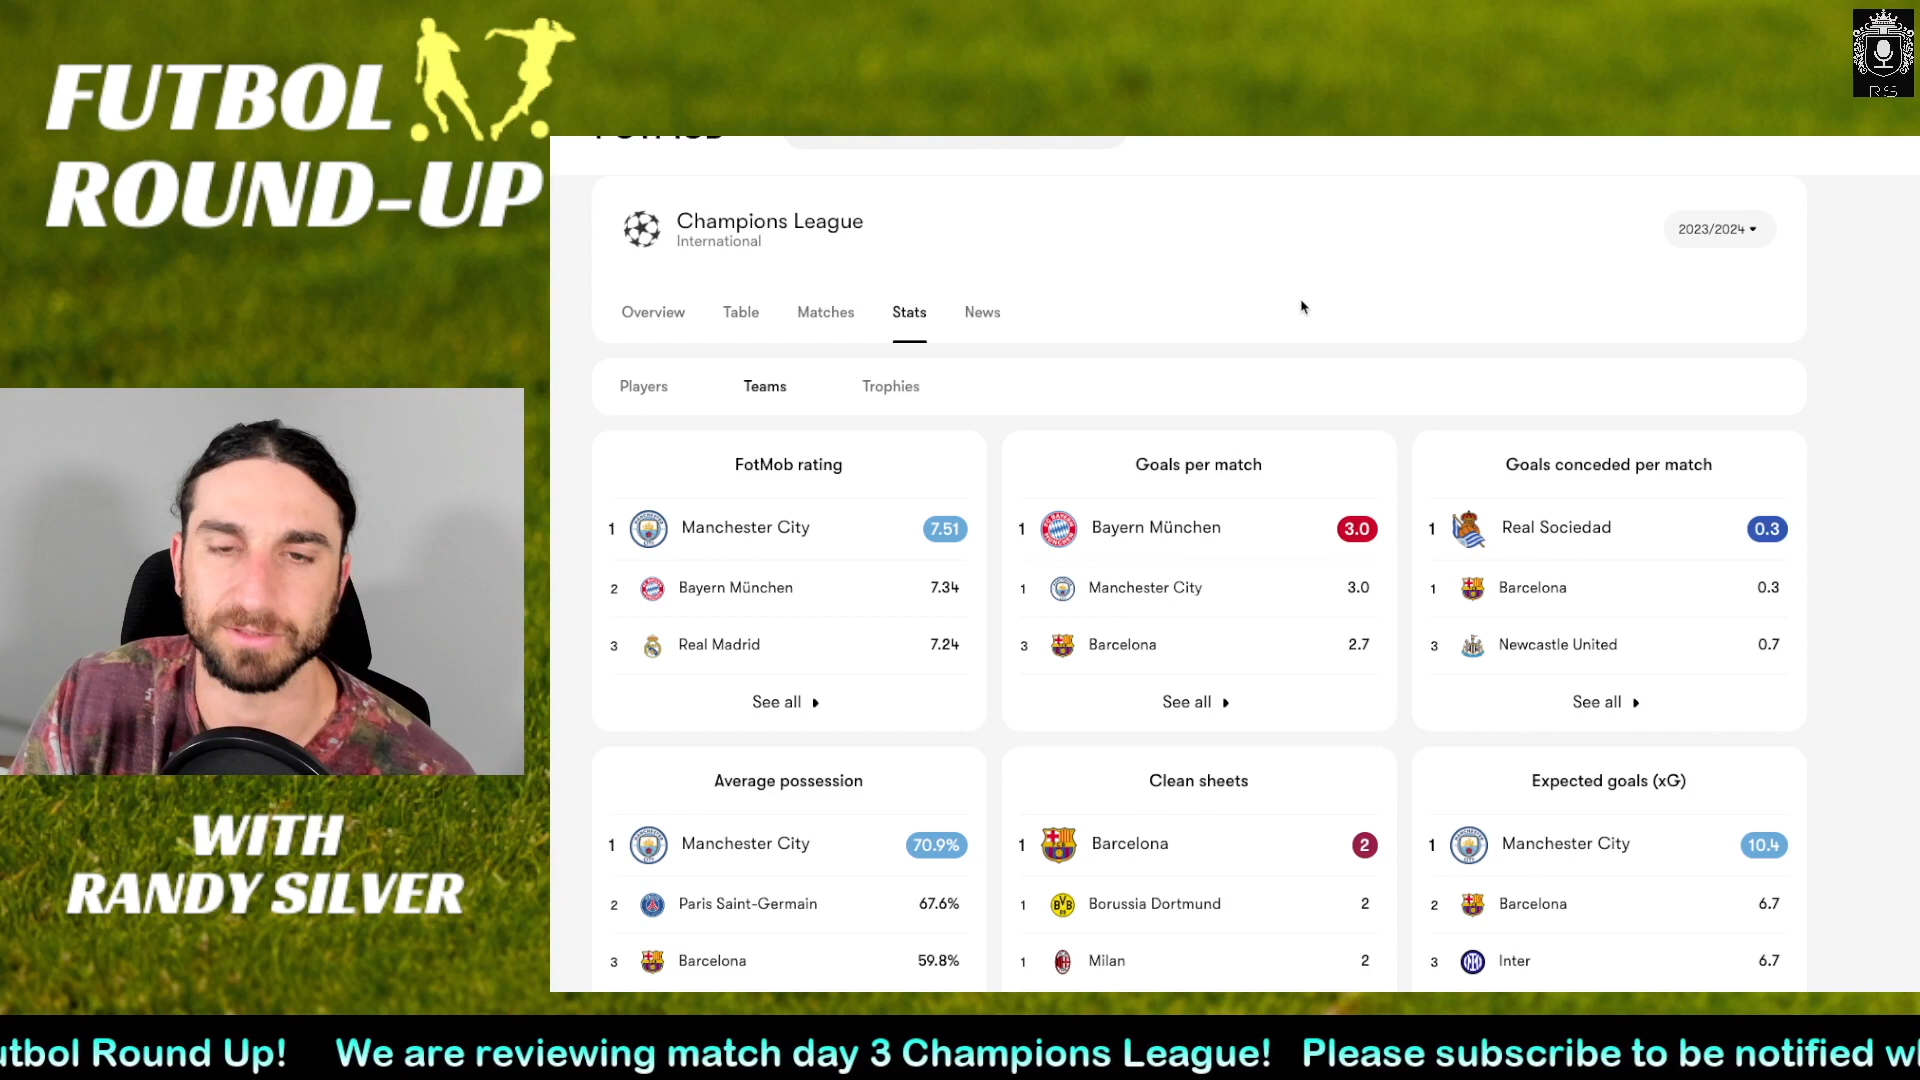 FUTBOL
ROUND-UP
RS
Champions League
International
2023/2024
Overview Table Matches Stats News
Players Teams Trophies
FotMob rating
1 Manchester City 7.51
2 Bayern München 7.34
3 Real Madrid 7.24
See all
Goals per match
1 Bayern München 3.0
1 Manchester City 3.0
3 Barcelona 2.7
See all
Goals conceded per match
1 Real Sociedad 0.3
1 Barcelona 0.3
3 Newcastle United 0.7
See all
Average possession
1 Manchester City 70.9%
2 Paris Saint-Germain 67.6%
3 Barcelona 59.8%
Clean sheets
1 Barcelona 2
1 Borussia Dortmund 2
1 Milan 2
Expected goals (xG)
1 Manchester City 10.4
2 Barcelona 6.7
3 Inter 6.7
WITH
RANDY SILVER
utbol Round Up! We are reviewing match day 3 Champions League! Please subscribe to be notified w